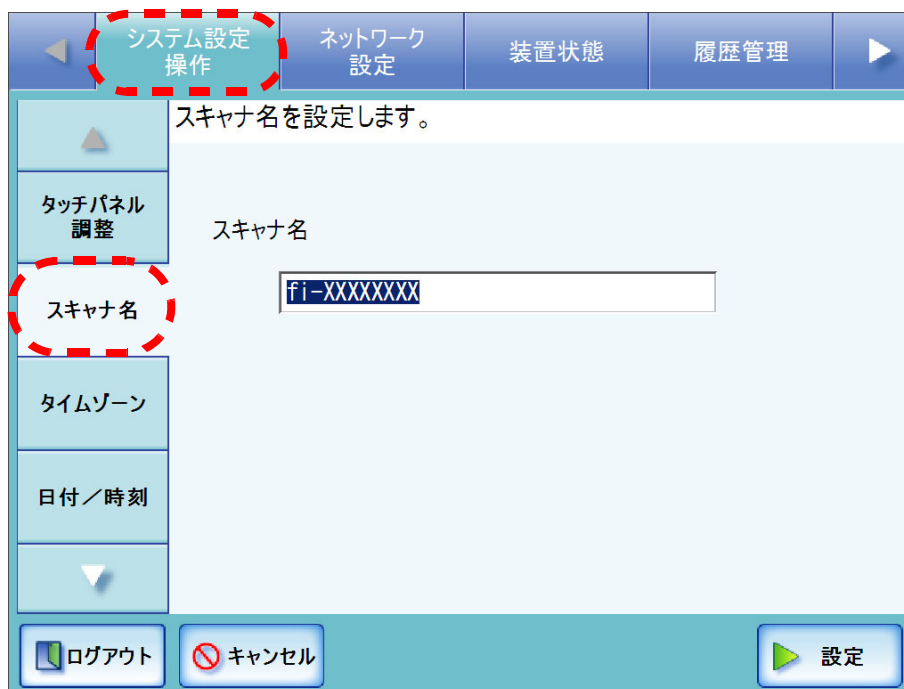 システム設定
操作
ネットワーク
設定
装置状態
履歴管理
スキャナ名を設定します。
タッチパネル
調整
スキャナ名
タイムゾーン
日付／時刻
スキャナ名
fi-XXXXXXXX
ログアウト
キャンセル
設定